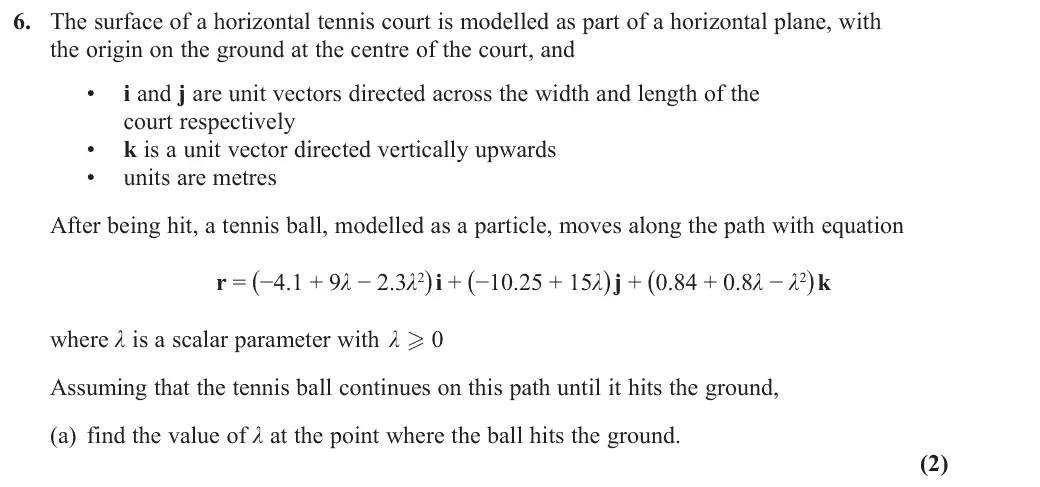 6. The surface of a horizontal tennis court is modelled as part of a horizontal plane, with
the origin on the ground at the centre of the court, and
• i and j are unit vectors directed across the width and length of the
court respectively
• k is a unit vector directed vertically upwards
• units are metres
After being hit, a tennis ball, modelled as a particle, moves along the path with equation
r = (−4.1 + 9λ − 2.3λ²)i + (−10.25 + 15λ)j + (0.84 + 0.8λ − λ²)k
where λ is a scalar parameter with λ ⩾ 0
Assuming that the tennis ball continues on this path until it hits the ground,
(a) find the value of λ at the point where the ball hits the ground.
(2)